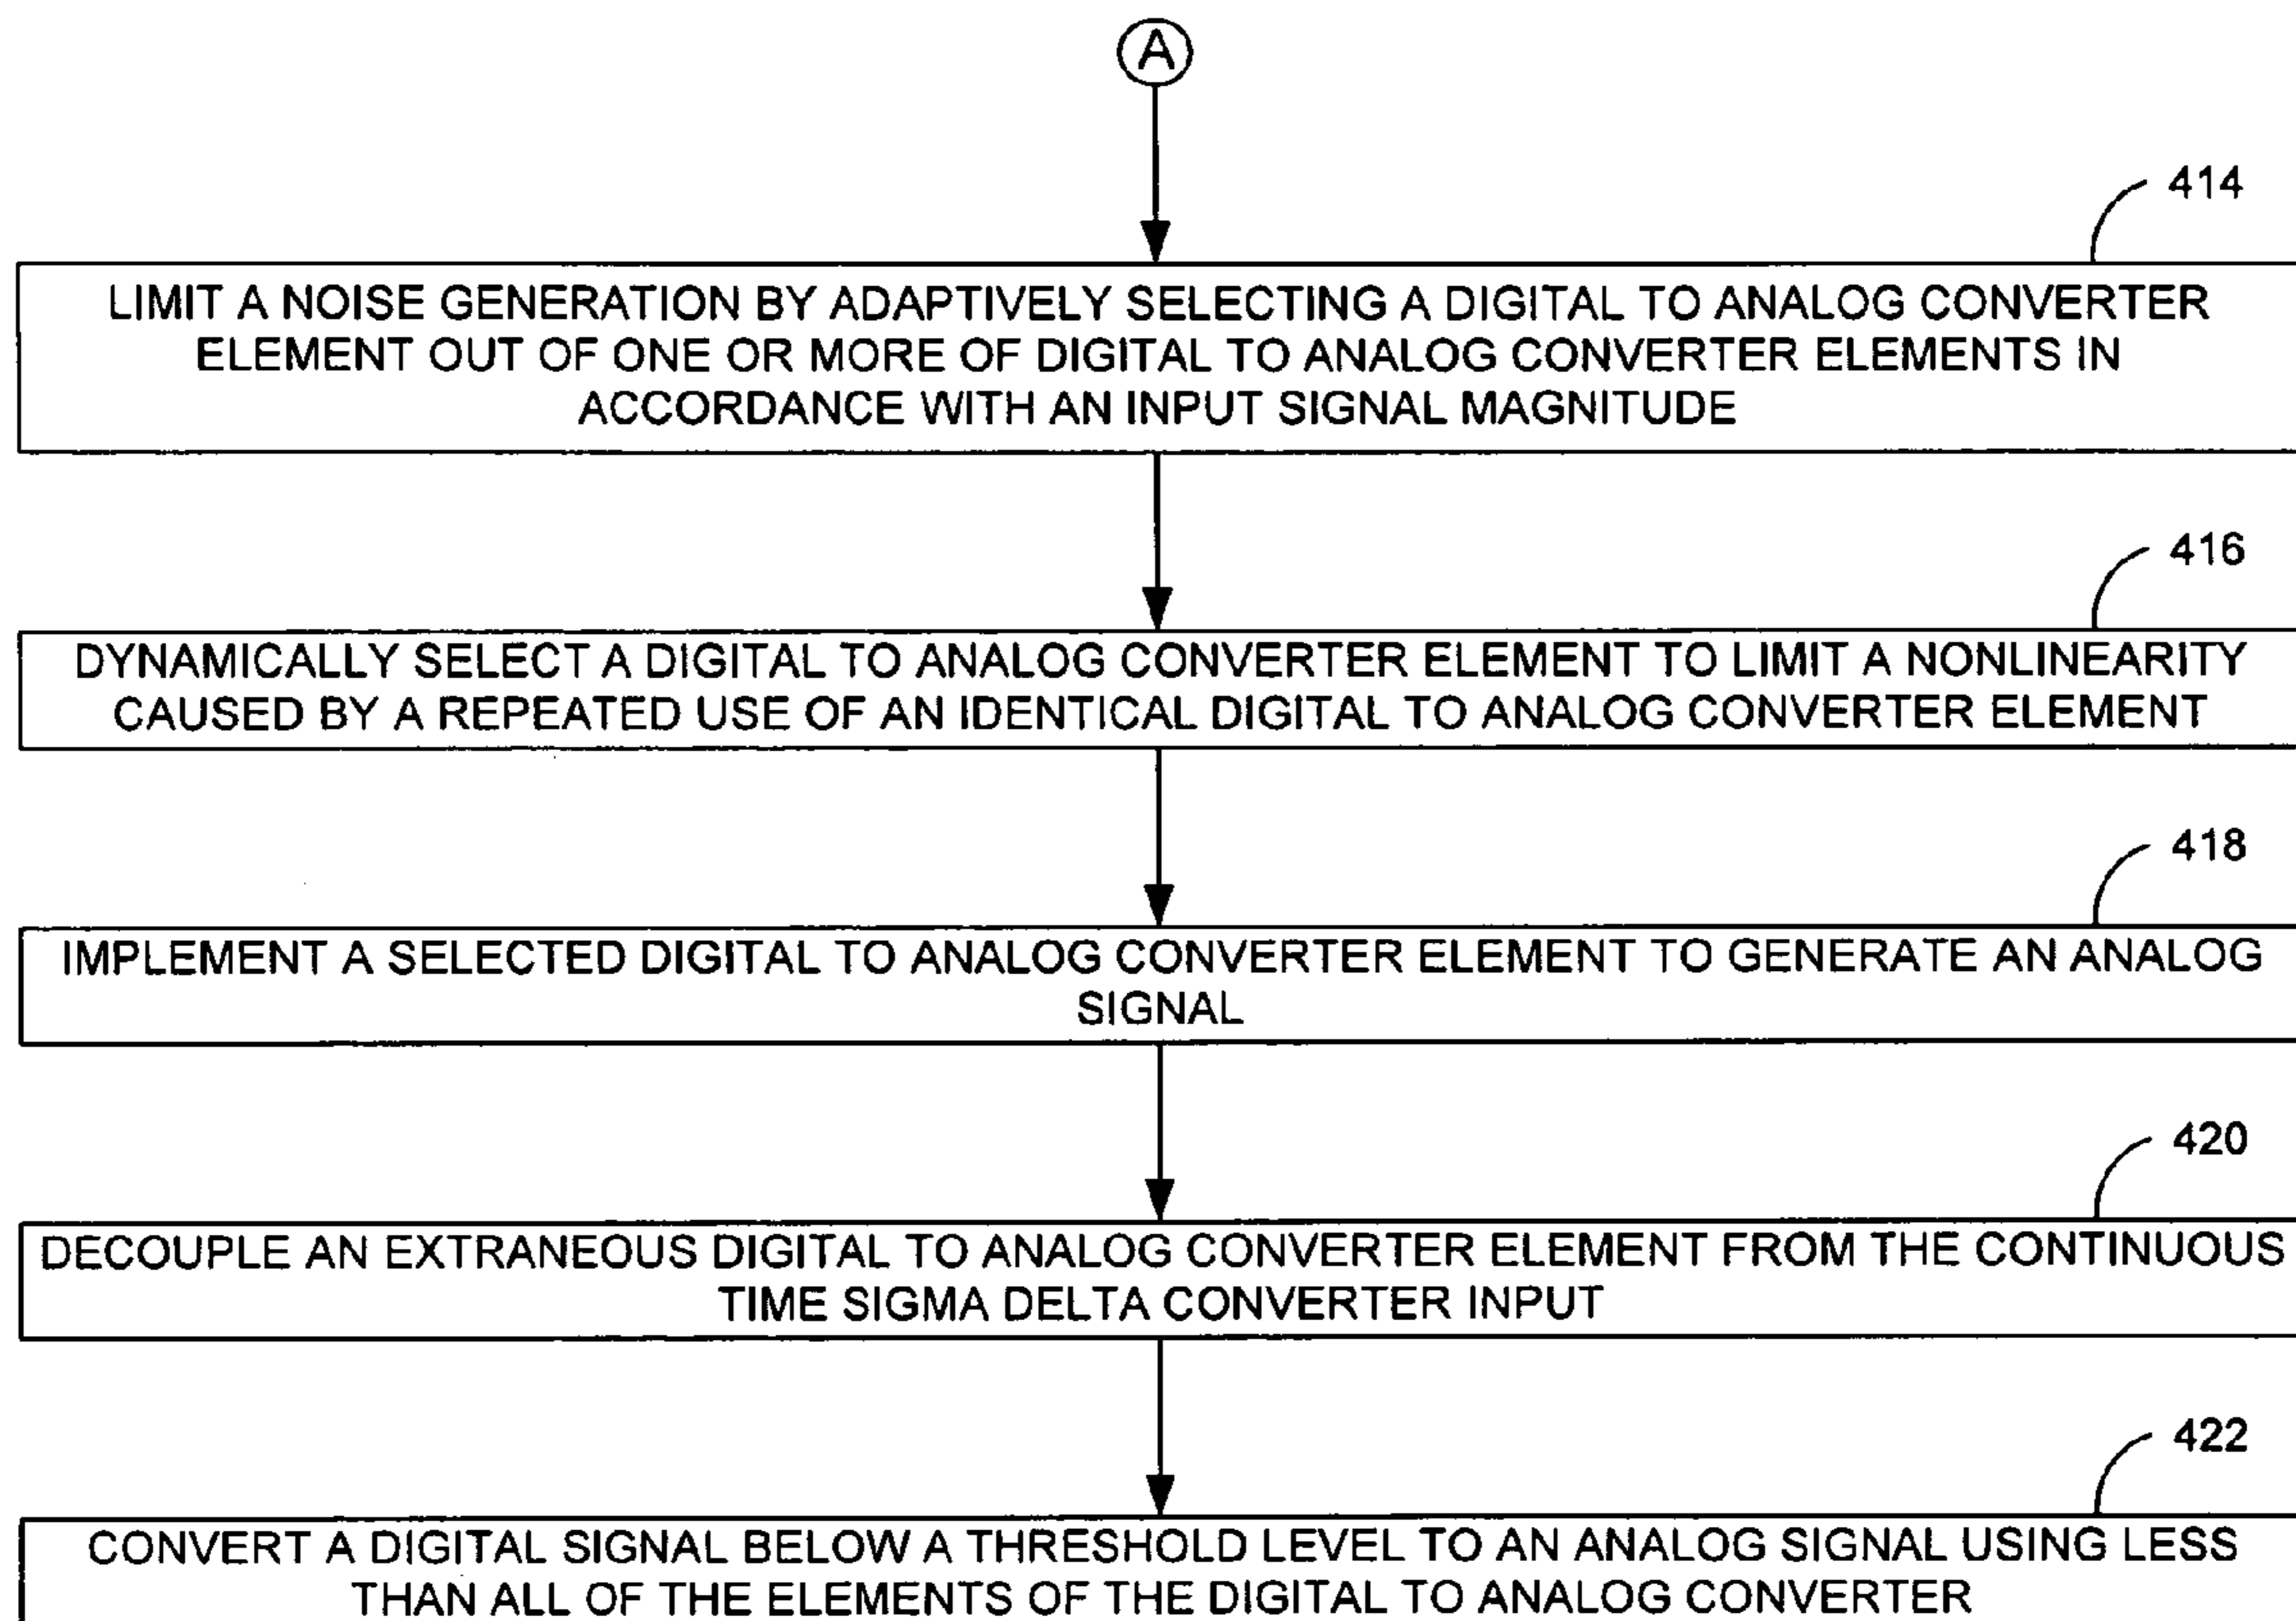 A
414
LIMIT A NOISE GENERATION BY ADAPTIVELY SELECTING A DIGITAL TO ANALOG CONVERTER
ELEMENT OUT OF ONE OR MORE OF DIGITAL TO ANALOG CONVERTER ELEMENTS IN
ACCORDANCE WITH AN INPUT SIGNAL MAGNITUDE
416
DYNAMICALLY SELECT A DIGITAL TO ANALOG CONVERTER ELEMENT TO LIMIT A NONLINEARITY
CAUSED BY A REPEATED USE OF AN IDENTICAL DIGITAL TO ANALOG CONVERTER ELEMENT
418
IMPLEMENT A SELECTED DIGITAL TO ANALOG CONVERTER ELEMENT TO GENERATE AN ANALOG
SIGNAL
420
DECOUPLE AN EXTRANEOUS DIGITAL TO ANALOG CONVERTER ELEMENT FROM THE CONTINUOUS
TIME SIGMA DELTA CONVERTER INPUT
422
CONVERT A DIGITAL SIGNAL BELOW A THRESHOLD LEVEL TO AN ANALOG SIGNAL USING LESS
THAN ALL OF THE ELEMENTS OF THE DIGITAL TO ANALOG CONVERTER